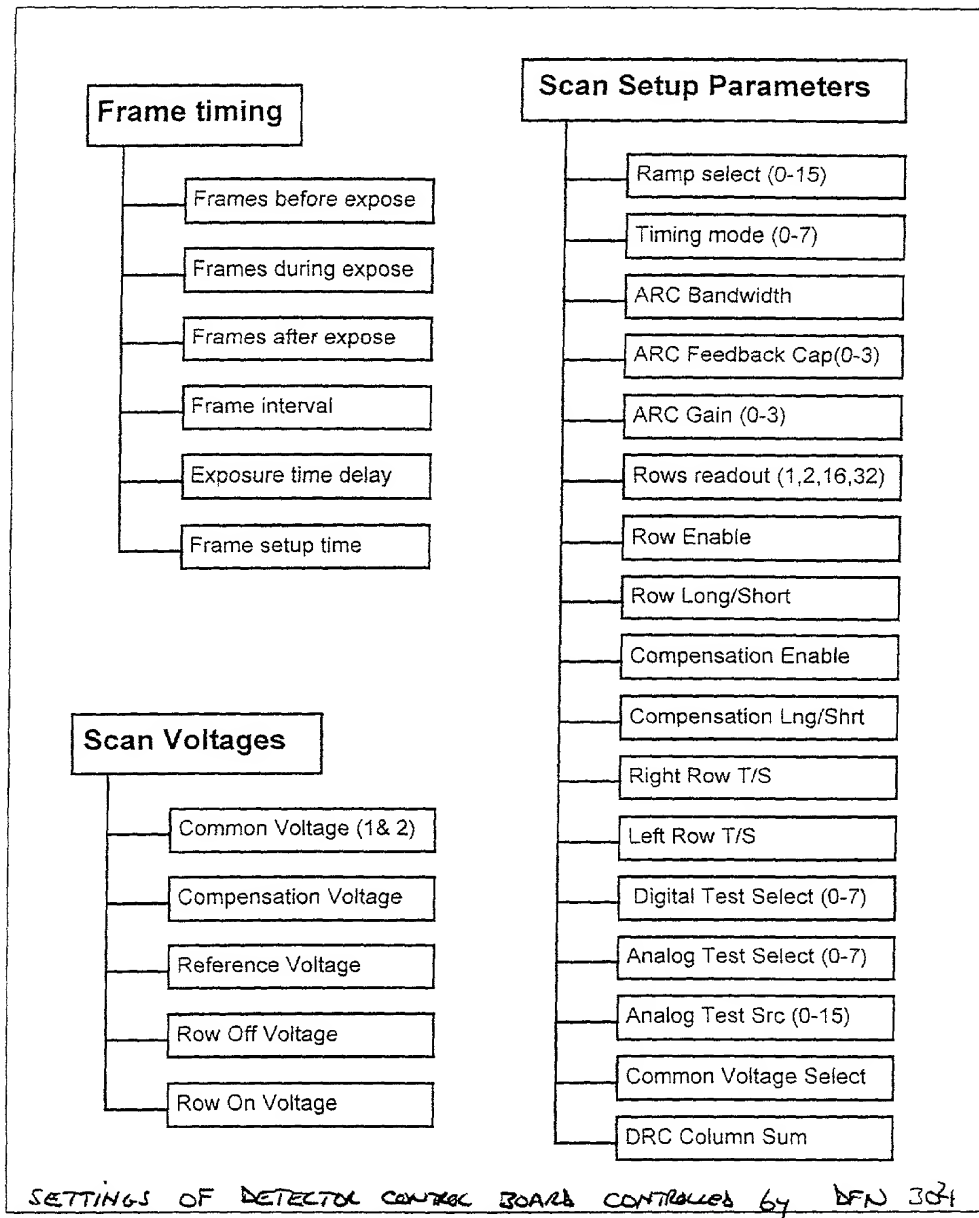 Frame timing
Frames before expose
Frames during expose
Frames after expose
Frame interval
Exposure time delay
Frame setup time
Scan Voltages
Common Voltage (1& 2)
Compensation Voltage
Reference Voltage
Row Off Voltage
Row On Voltage
Scan Setup Parameters
Ramp select (0-15)
Timing mode (0-7)
ARC Bandwidth
ARC Feedback Cap(0-3)
ARC Gain (0-3)
Rows readout (1,2,16,32)
Row Enable
Row Long/Short
Compensation Enable
Compensation Lng/Shrt
Right Row T/S
Left Row T/S
Digital Test Select (0-7)
Analog Test Select (0-7)
Analog Test Src (0-15)
Common Voltage Select
DRC Column Sum
SETTINGS OF DETECTOR CONTROL BOARD CONTROLLED by DFN 304